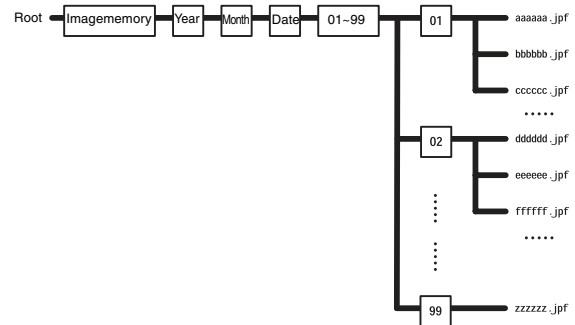 Root Imagememory Year Month Date 01~99 01 aaaaaa.jpf
bbbbbb.jpf
cccccc.jpf
.....
02 dddddd.jpf
eeeeee.jpf
ffffff.jpf
.....
99 zzzzzz.jpf